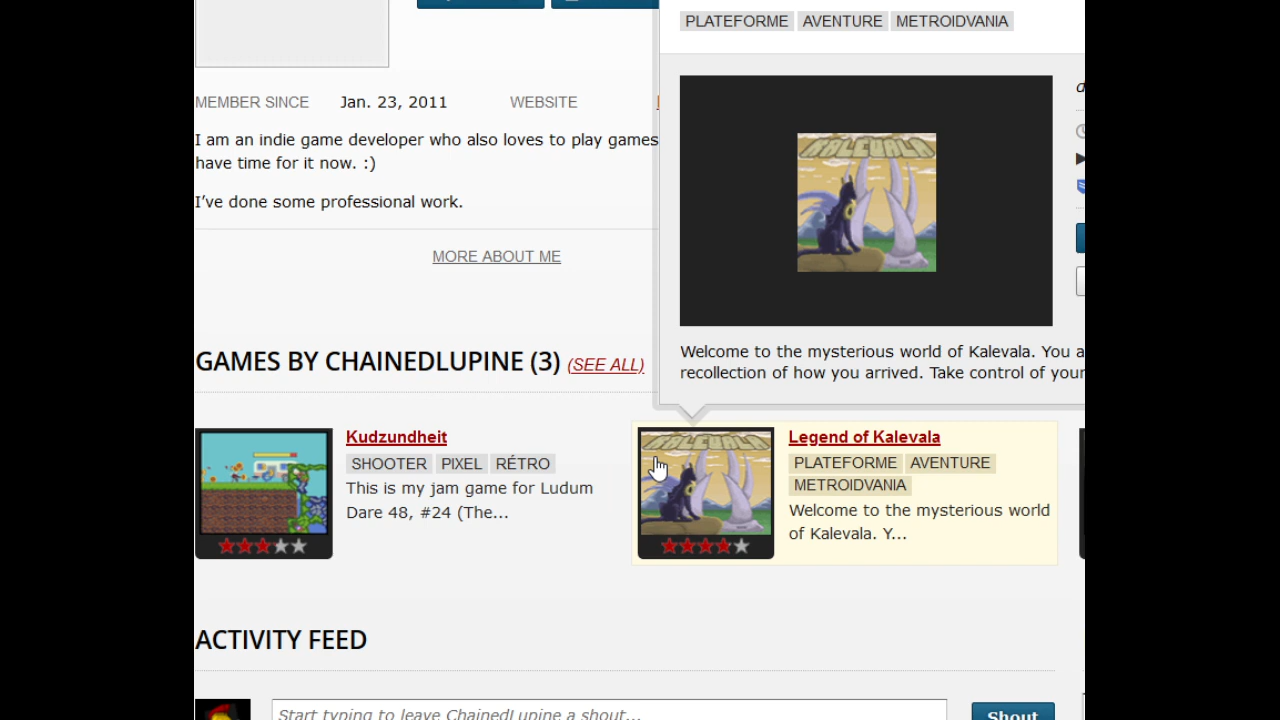 PLATEFORME AVENTURE METROIDVANIA
MEMBER SINCE Jan. 23, 2011 WEBSITE
I am an indie game developer who also loves to play games
have time for it now. :)
I've done some professional work.
MORE ABOUT ME
KALEVALA
Welcome to the mysterious world of Kalevala. You a
recollection of how you arrived. Take control of your
GAMES BY CHAINEDLUPINE (3) (SEE ALL)
Kudzundheit
SHOOTER PIXEL RÉTRO
This is my jam game for Ludum
Dare 48, #24 (The...
KALEVALA
Legend of Kalevala
PLATEFORME AVENTURE
METROIDVANIA
Welcome to the mysterious world
of Kalevala. Y...
ACTIVITY FEED
Start typing to leave ChainedLupine a shout...
Shout